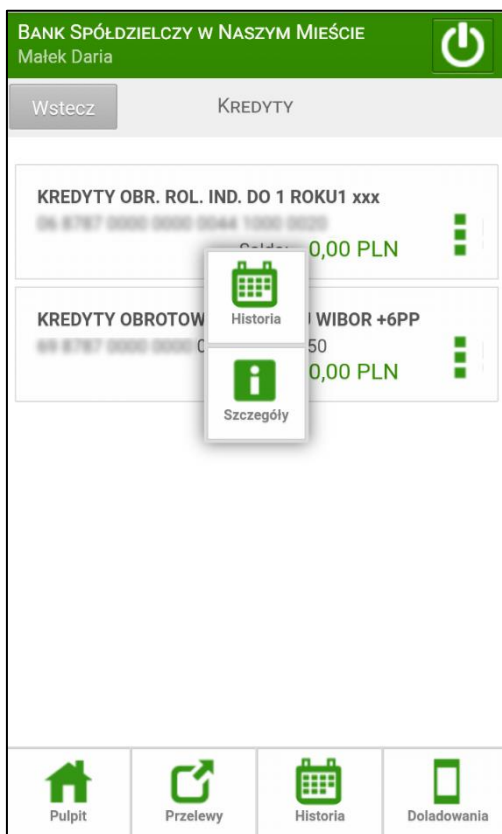 BANK SPÓŁDZIELCZY W NASZYM MIEŚCIE
Małek Daria
Wstecz
KREDYTY
KREDYTY OBR. ROL. IND. DO 1 ROKU1 xxx
0,00 PLN
Historia
KREDYTY OBROTOW WIBOR +6PP
50
0,00 PLN
Szczegóły
Pulpit
Przelewy
Historia
Doladowania